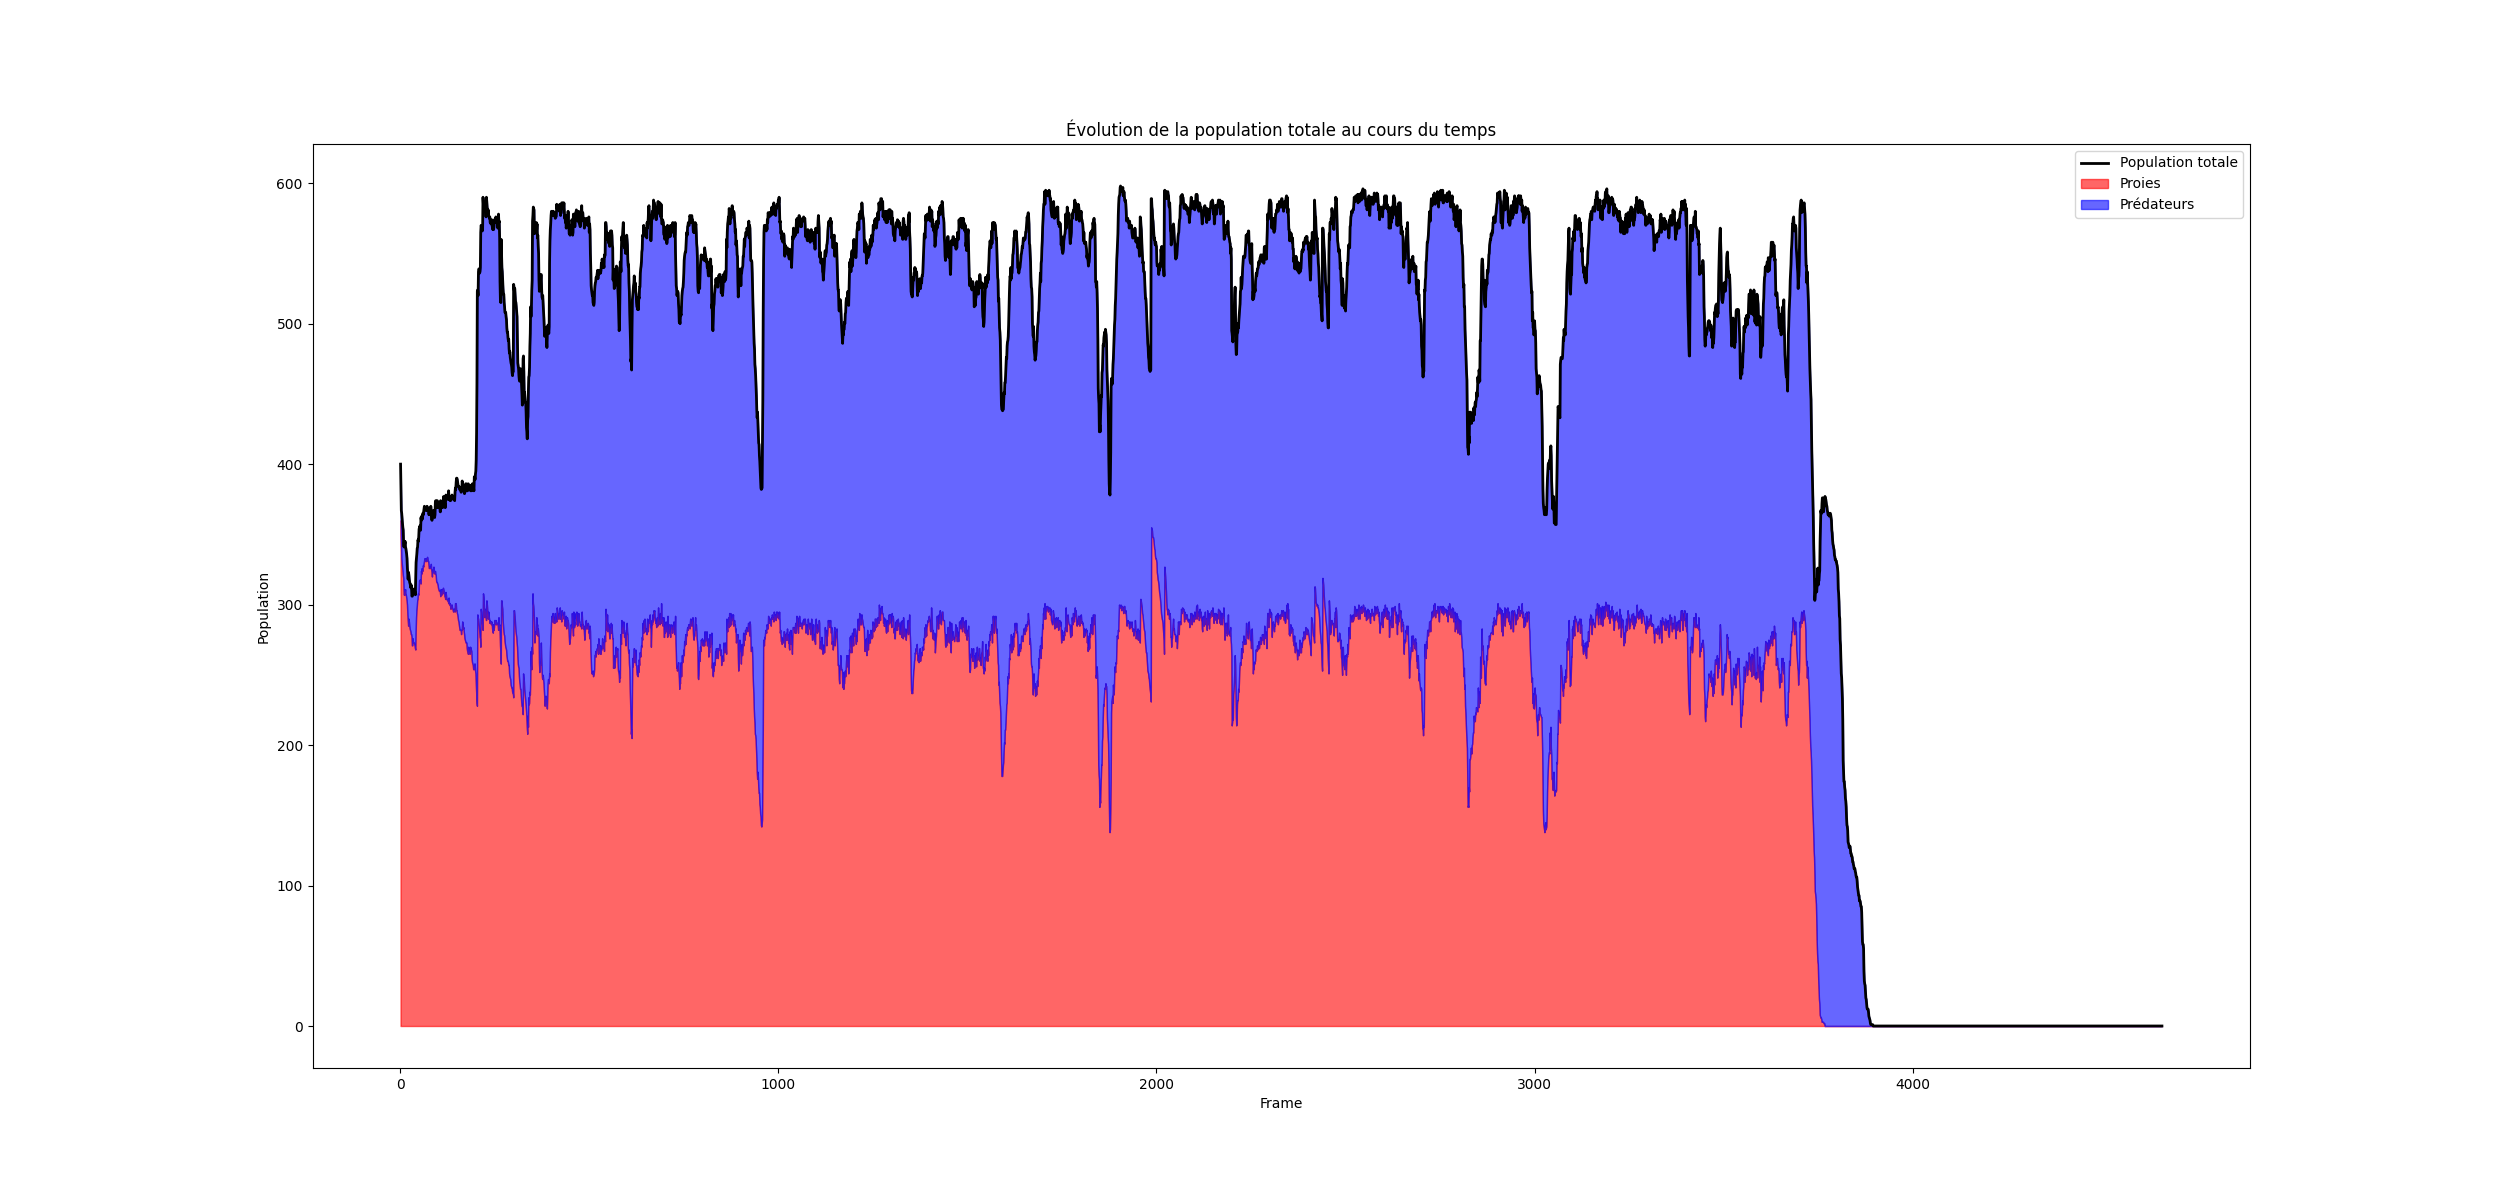 Évolution de la population totale au cours du temps
Population totale
Proies
Prédateurs
600
500
400
300
200
100
0
Population
0 1000 2000 3000 4000
Frame